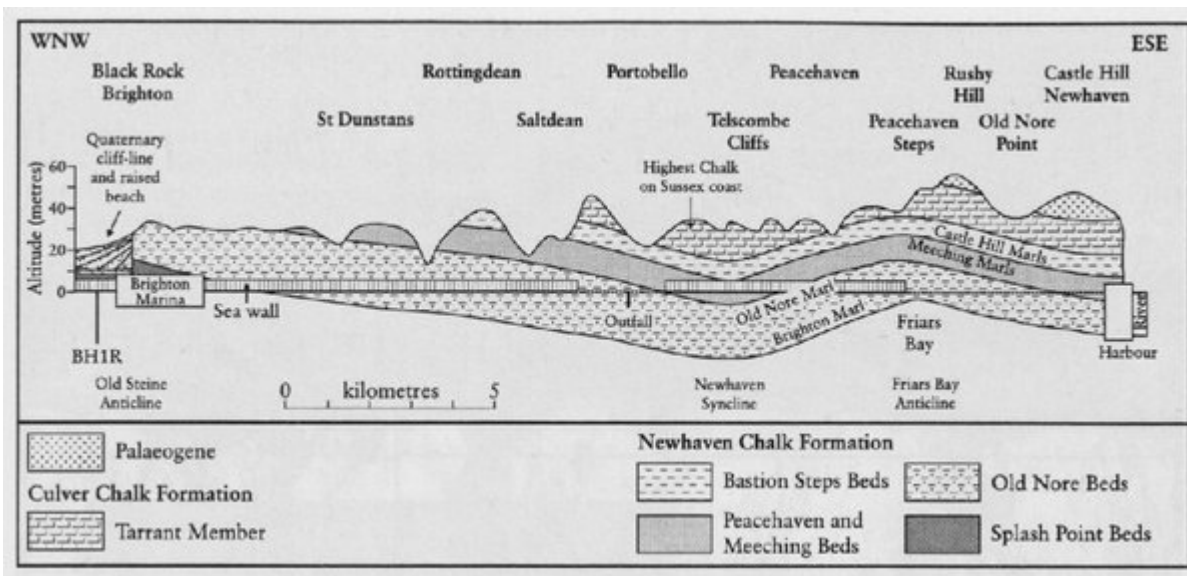 WNW
ESE
Black Rock
Brighton
Rottingdean
Portobello
Peacehaven
Rushy
Hill
Castle Hill
Newhaven
St Dunstans
Saltdean
Telscombe
Cliffs
Peacehaven
Steps
Old Nore
Point
Quaternary
cliff-line
and raised
beach
Highest Chalk
on Sussex coast
Altitude (metres)
60
40
20
0
Castle Hill Marls
Meeching Marls
Old Nore Marl
Brighton Marl
Brighton
Marina
Sea wall
Outfall
Friars
Bay
River
Harbour
BH1R
Old Steine
Anticline
0 kilometres 5
Newhaven
Syncline
Friars Bay
Anticline
Palaeogene
Culver Chalk Formation
Tarrant Member
Newhaven Chalk Formation
Bastion Steps Beds
Old Nore Beds
Peacehaven and
Meeching Beds
Splash Point Beds